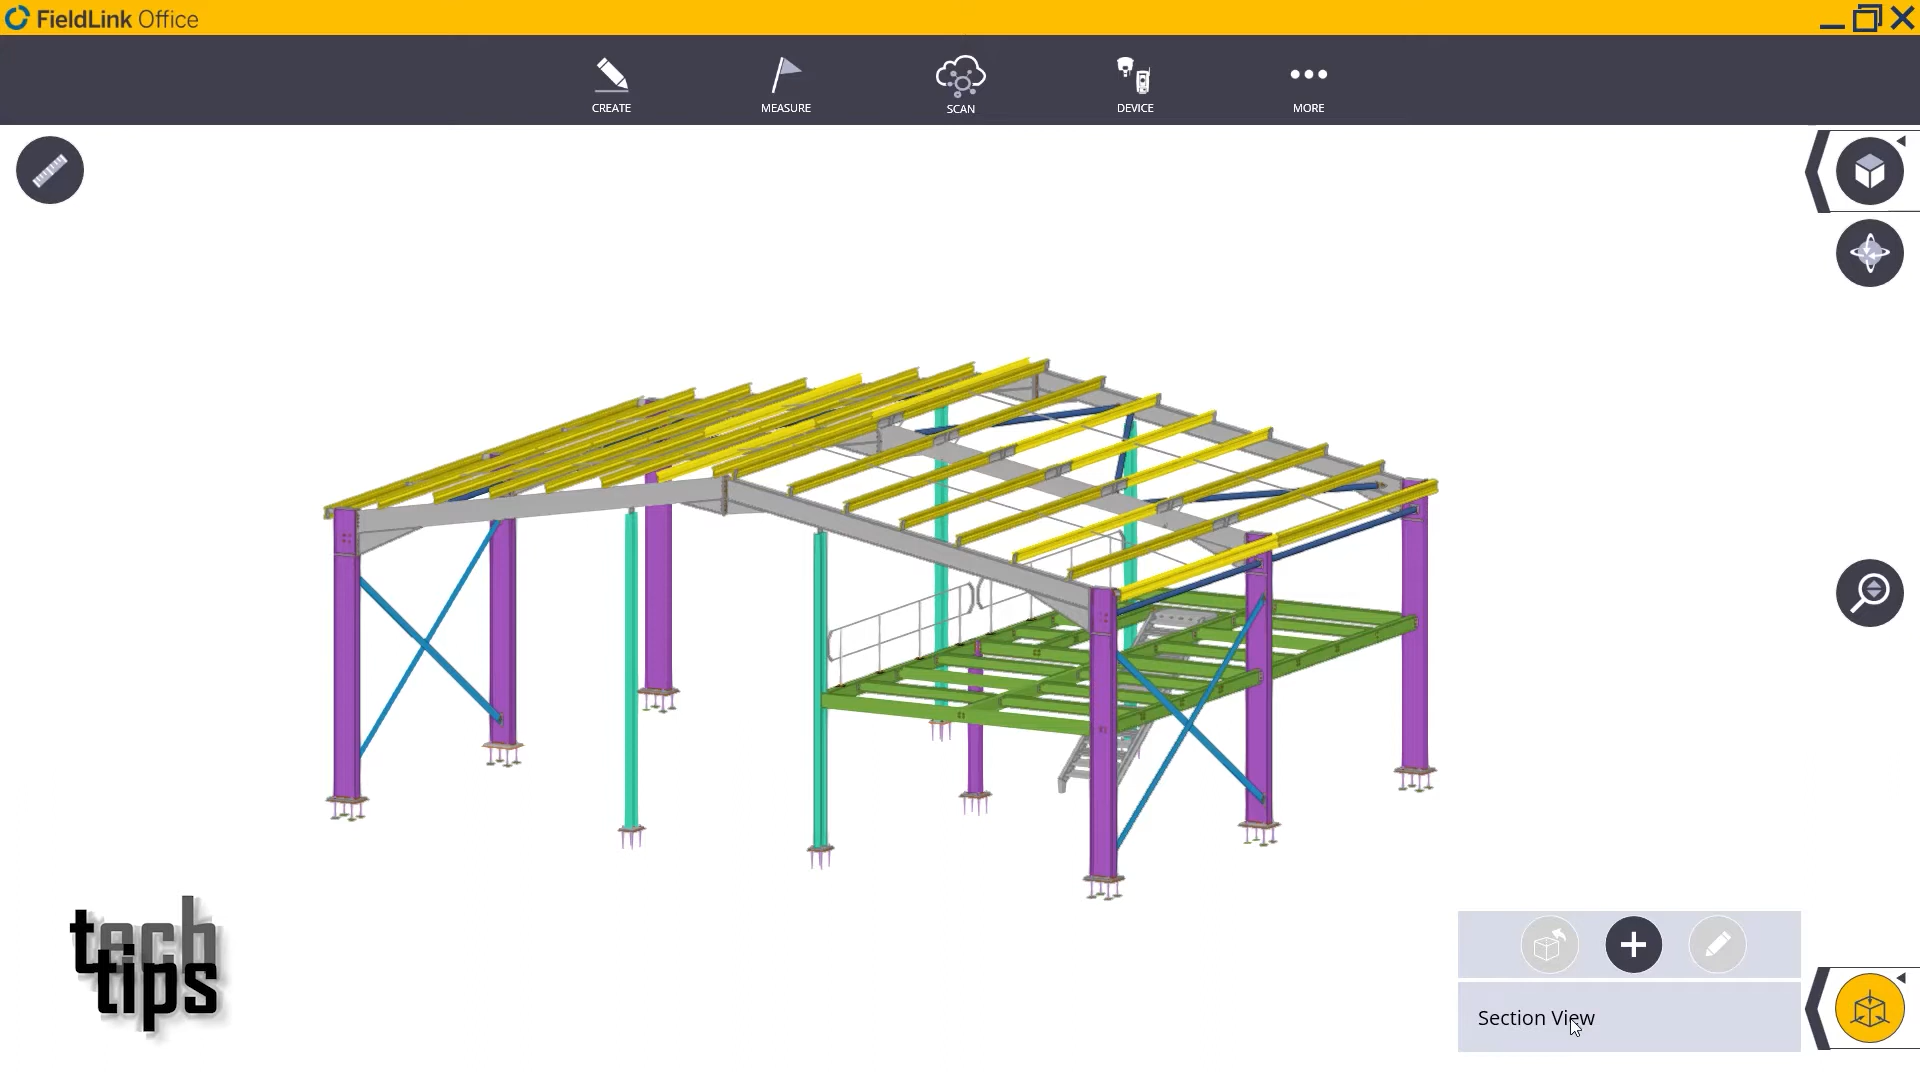 FieldLink Office
CREATE
MEASURE
SCAN
DEVICE
MORE
tech
tips
Section View